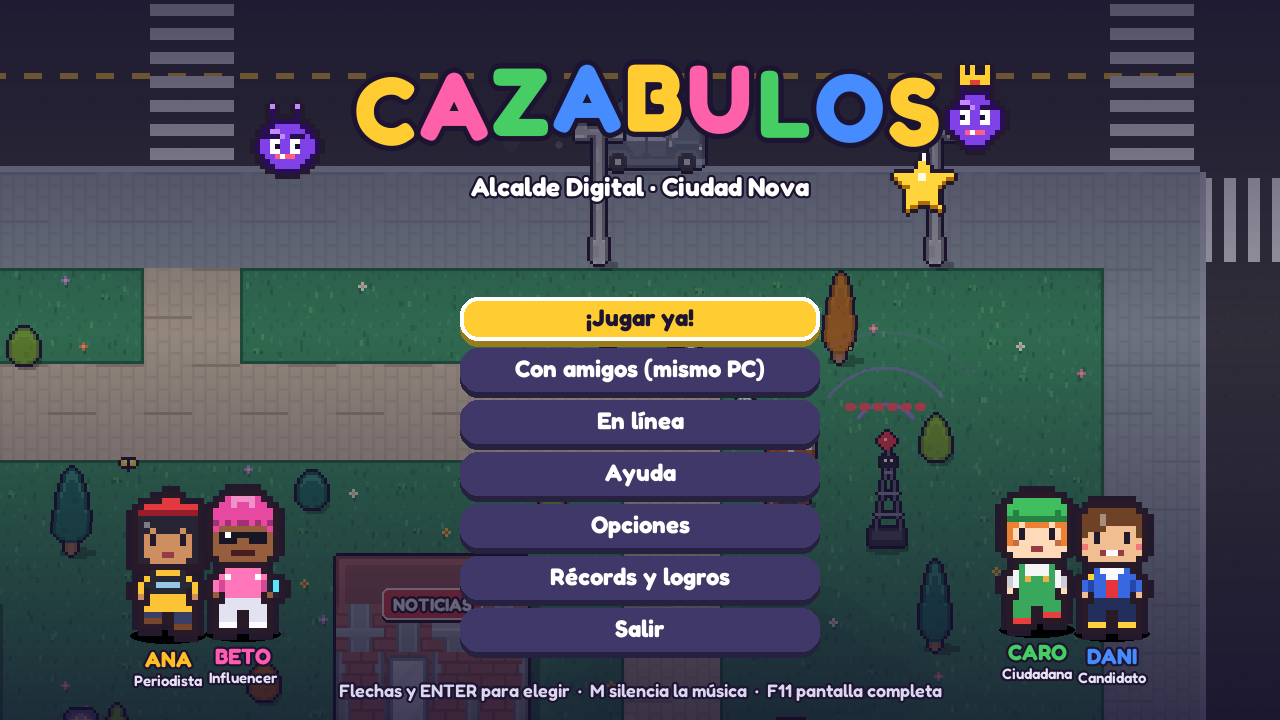 CAZABULOS
Alcalde Digital · Ciudad Nova
¡Jugar ya!
Con amigos (mismo PC)
En línea
Ayuda
Opciones
Récords y logros
Salir
NOTICIAS
ANA
Periodista
BETO
Influencer
CARO
Ciudadana
DANI
Candidato
Flechas y ENTER para elegir · M silencia la música · F11 pantalla completa